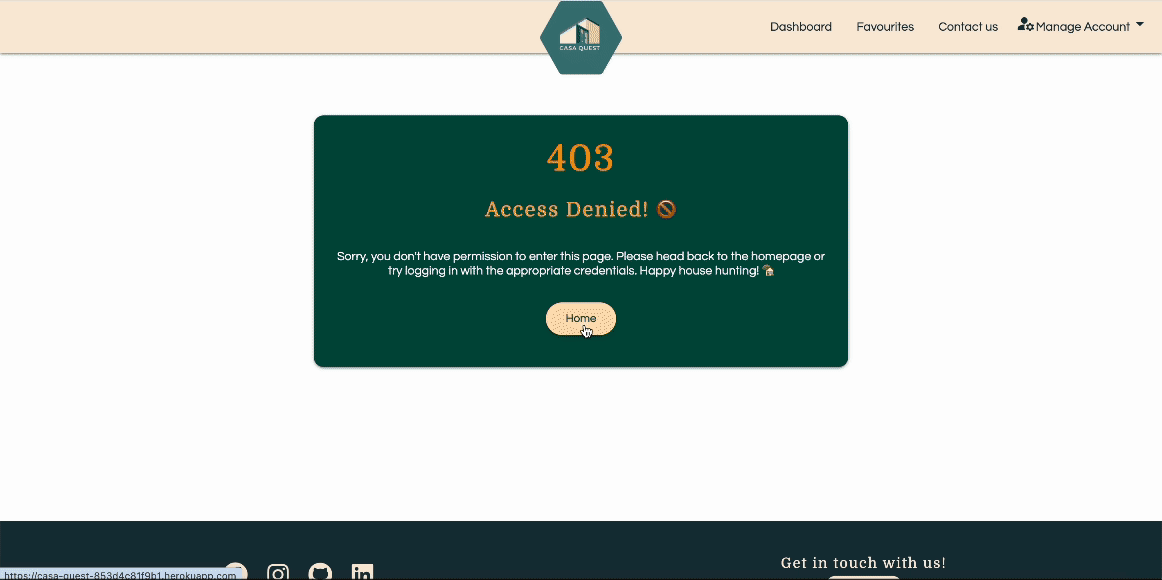 Dashboard Favourites Contact us Manage Account
CASA QUEST
403
Access Denied!
Sorry, you don't have permission to enter this page. Please head back to the homepage or
try logging in with the appropriate credentials. Happy house hunting!
Home
Get in touch with us!
https://casa-quest-853d4c81f9b1.herokuapp.com